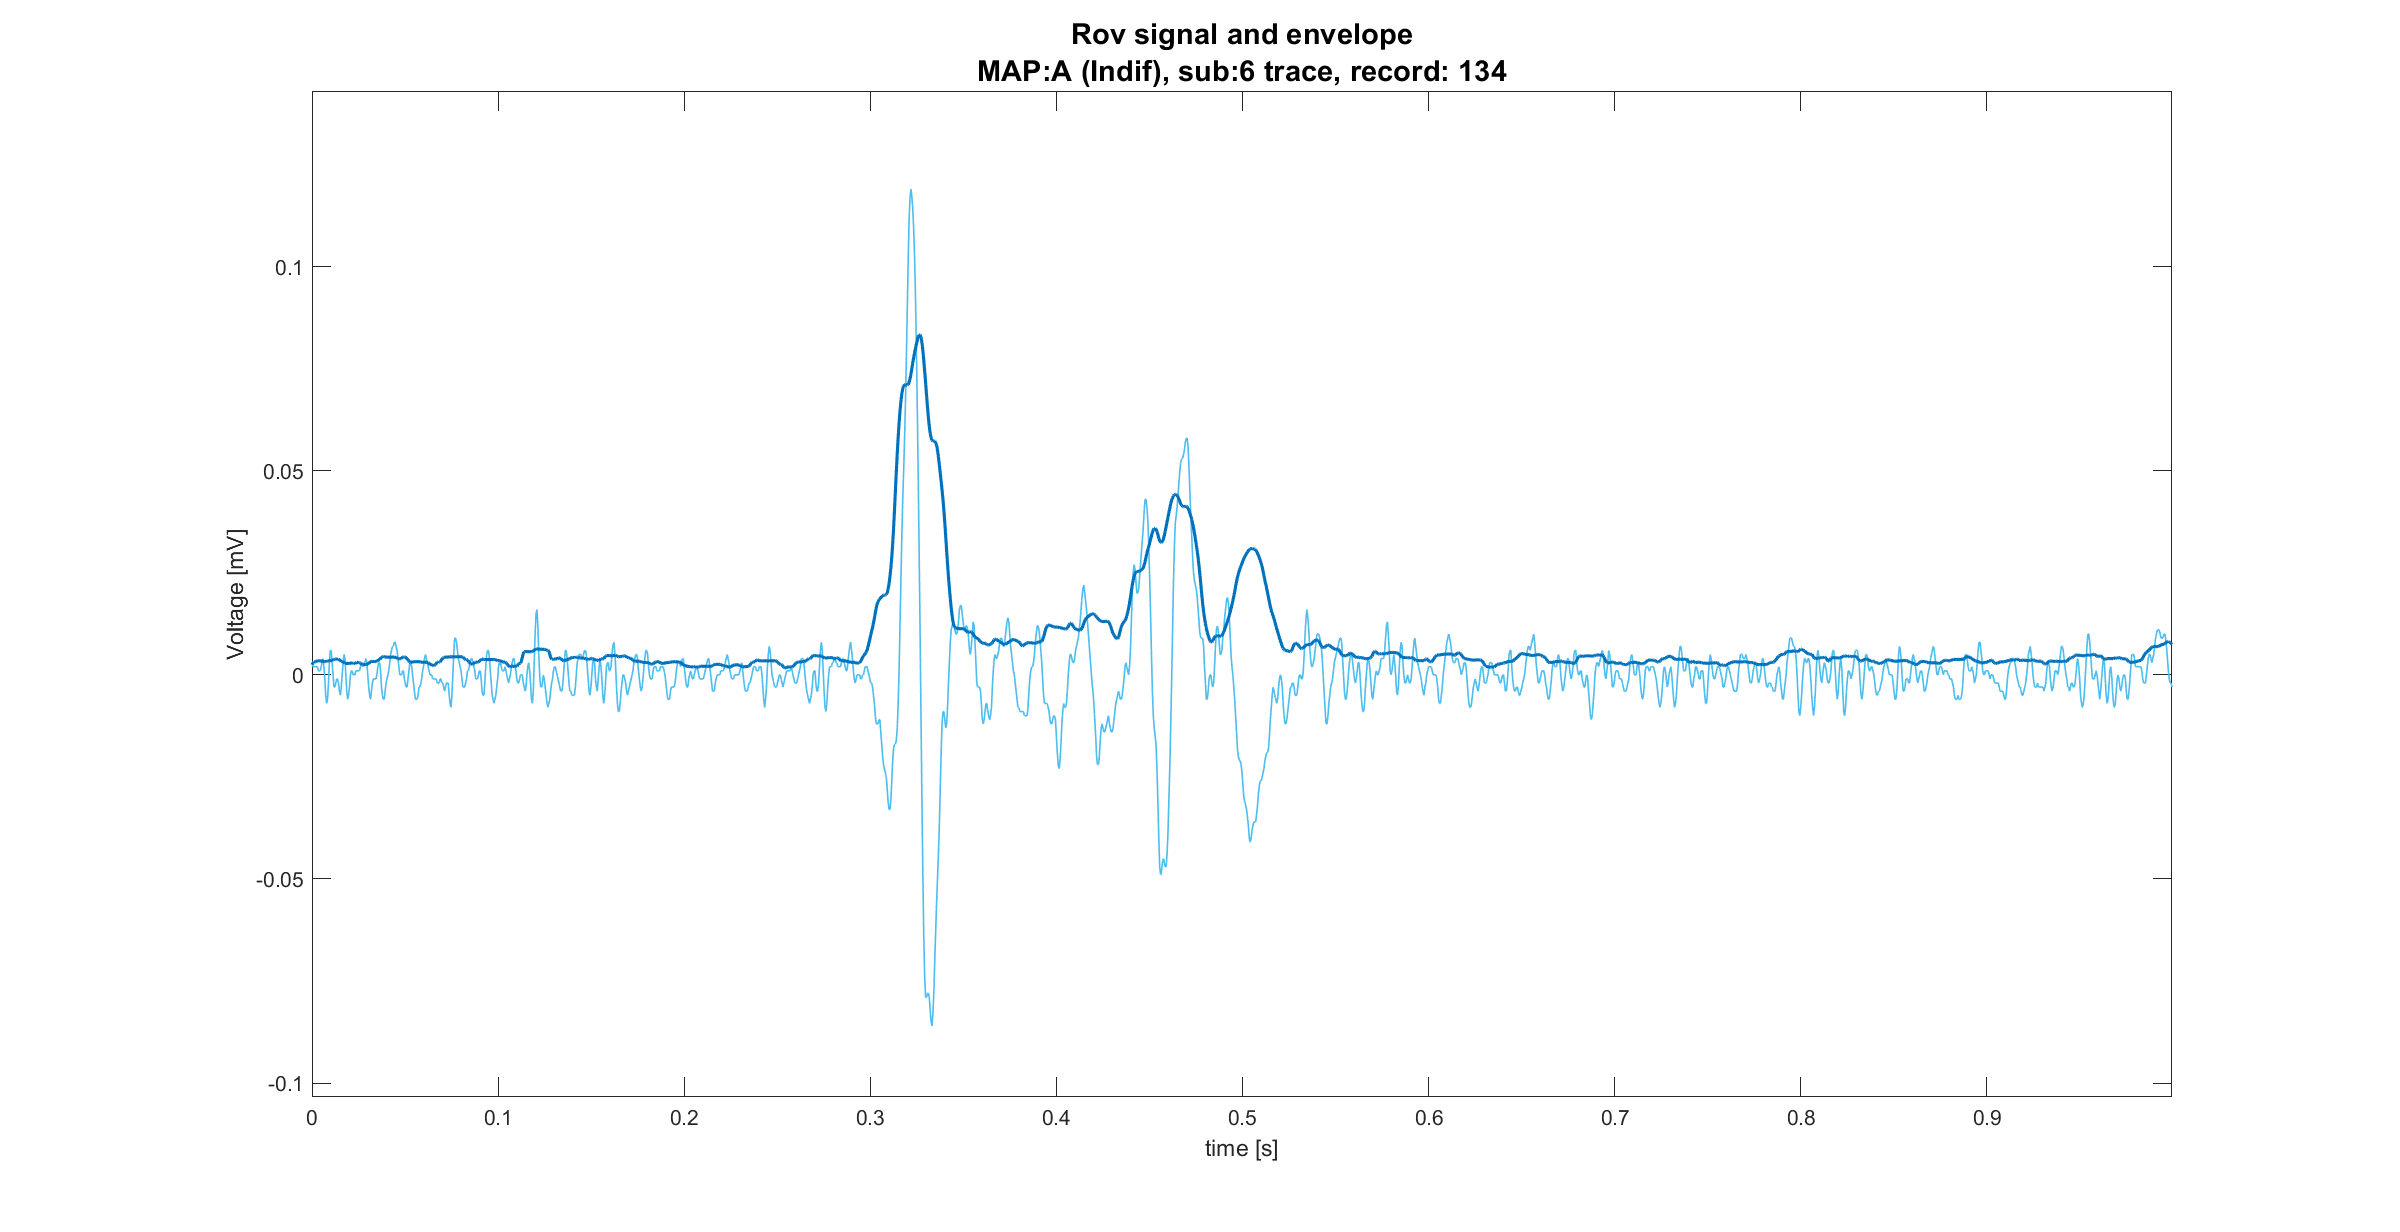 Rov signal and envelope
MAP:A (Indif), sub:6 trace, record: 134
Voltage [mV]
0.1
0.05
0
-0.05
-0.1
0 0.1 0.2 0.3 0.4 0.5 0.6 0.7 0.8 0.9
time [s]